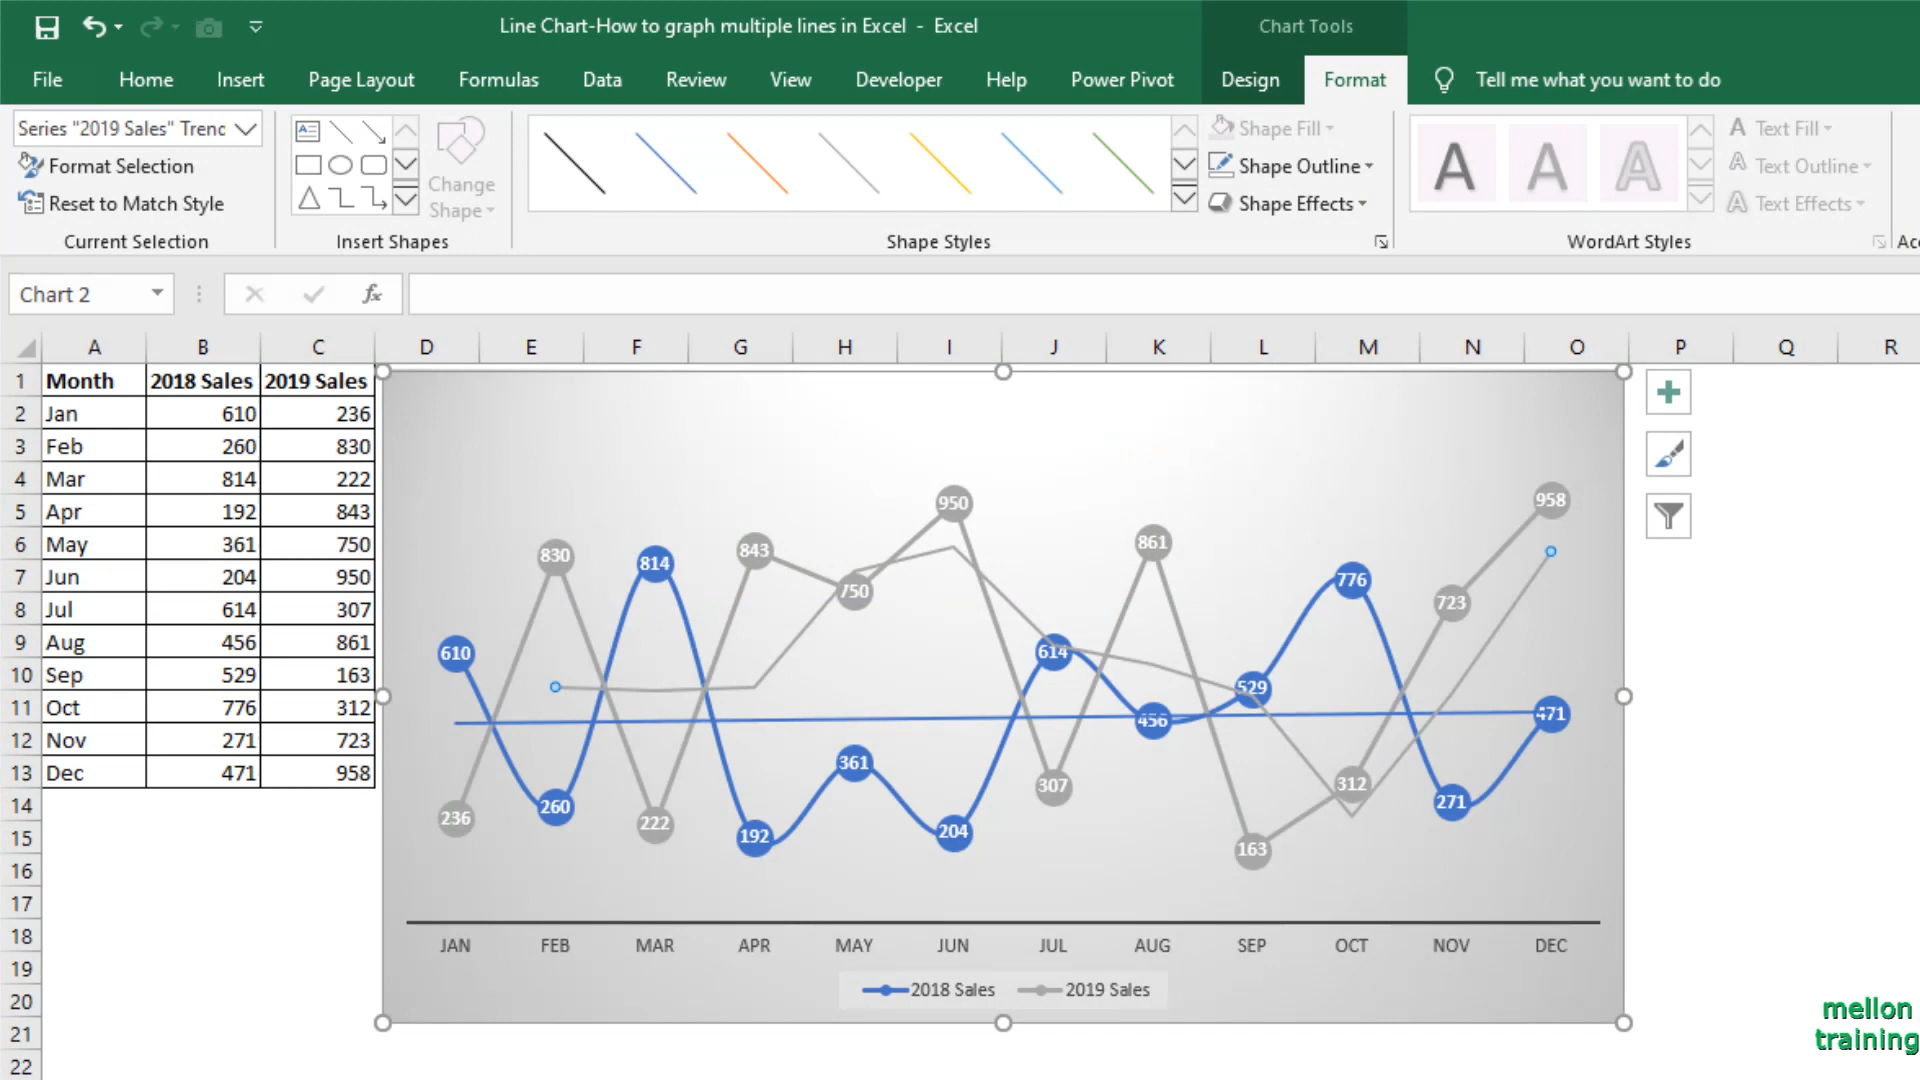 Line Chart-How to graph multiple lines in Excel - Excel
Chart Tools
File Home Insert Page Layout Formulas Data Review View Developer Help Power Pivot Design Format Tell me what you want to do
Series "2019 Sales" Trenc
Format Selection
Reset to Match Style
Current Selection
Change
Shape
Insert Shapes
Shape Fill
Shape Outline
Shape Effects
Shape Styles
A A A
A Text Fill
A Text Outline
A Text Effects
WordArt Styles
Ac
Chart 2
fx
A B C D E F G H I J K L M N O P Q R
1 Month 2018 Sales 2019 Sales
2 Jan 610 236
3 Feb 260 830
4 Mar 814 222
5 Apr 192 843
6 May 361 750
7 Jun 204 950
8 Jul 614 307
9 Aug 456 861
10 Sep 529 163
11 Oct 776 312
12 Nov 271 723
13 Dec 471 958
14
15
16
17
18
19
20
21
22
610 260 814 192 361 204 614 456 529 776 271 471
236 830 222 843 750 950 307 861 163 312 723 958
JAN FEB MAR APR MAY JUN JUL AUG SEP OCT NOV DEC
2018 Sales 2019 Sales
mellon
training